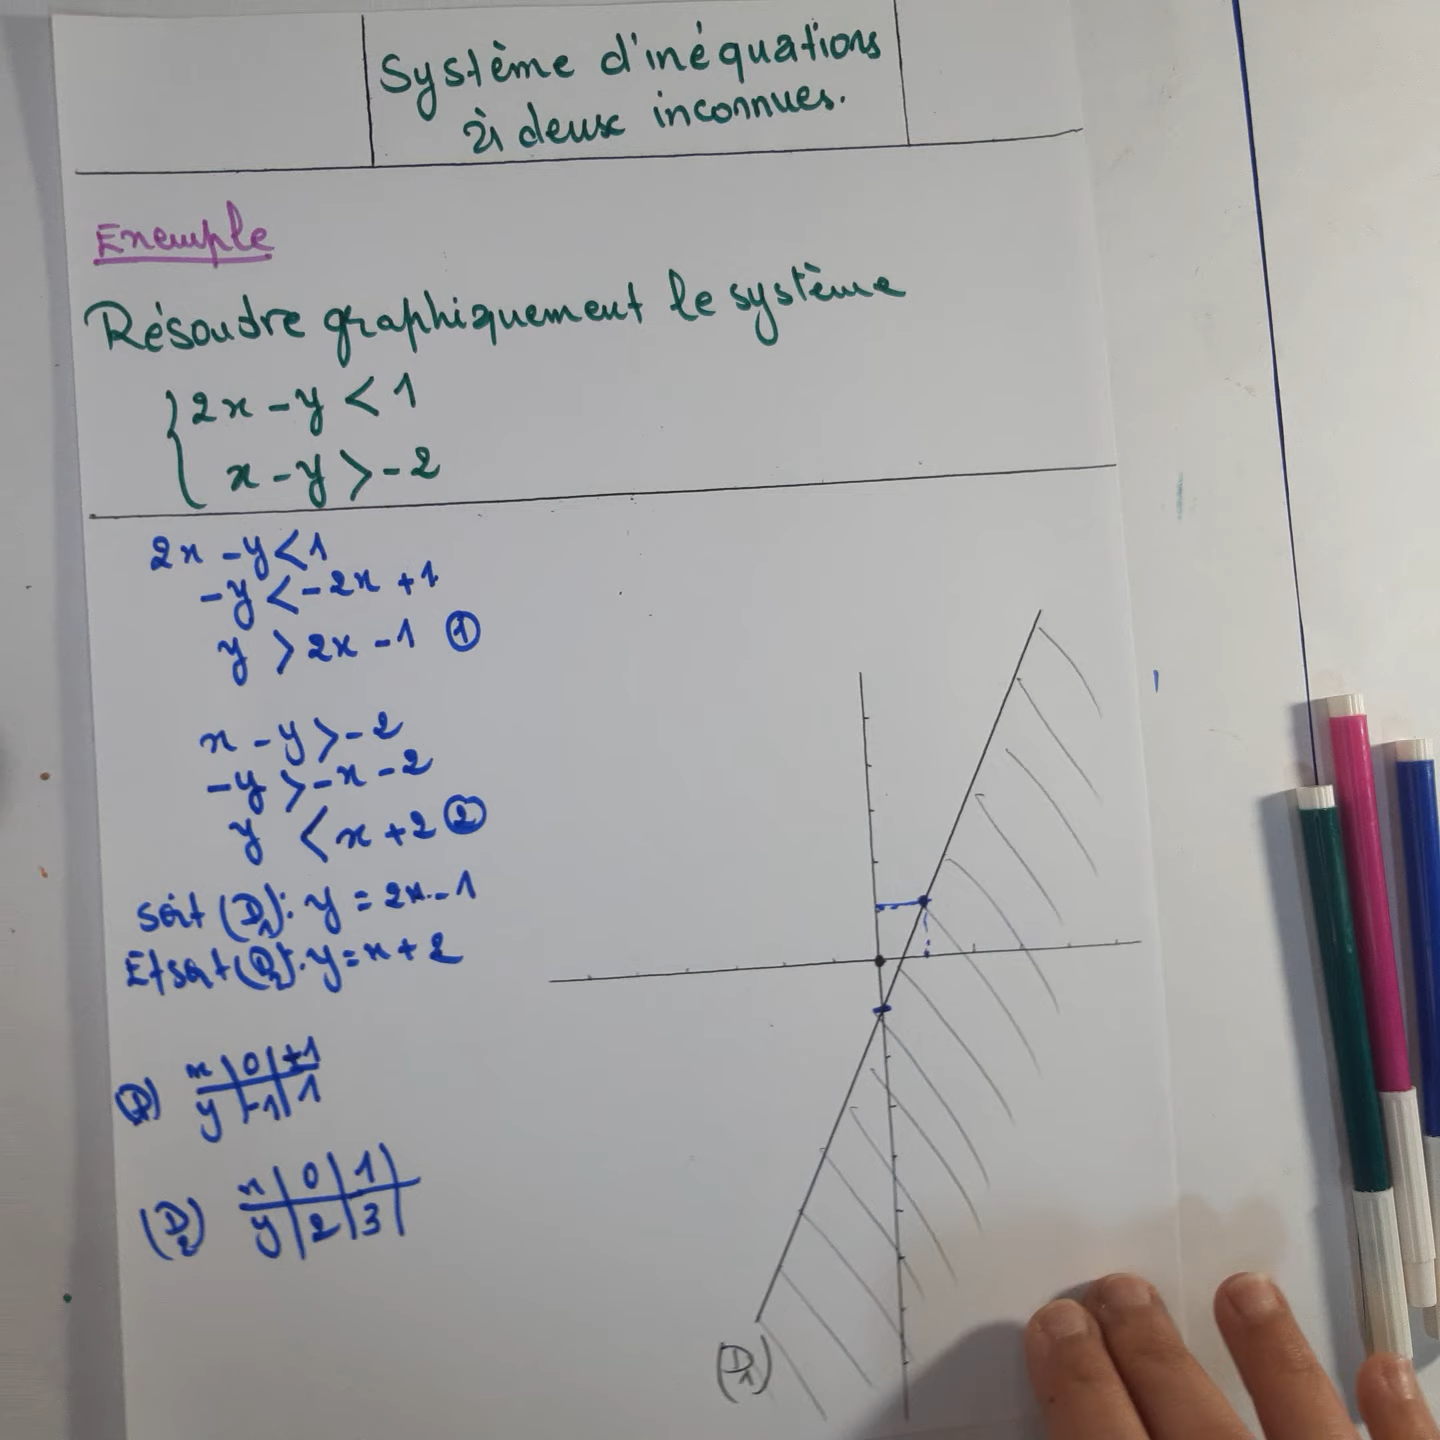 Système d'inéquations
à deux inconnues.
Exemple
Résoudre graphiquement le système
2x - y < 1
x - y > -2
2x - y < 1
-y < -2x + 1
y > 2x - 1 ①
x - y > -2
-y > -x - 2
y < x + 2 ②
Soit (D₁): y = 2x - 1
Et soit (D₂): y = x + 2
(D₁) x | 0 | +1
y | -1 | 1
(D₂) x | 0 | 1 |
y | 2 | 3 |
(D₁)